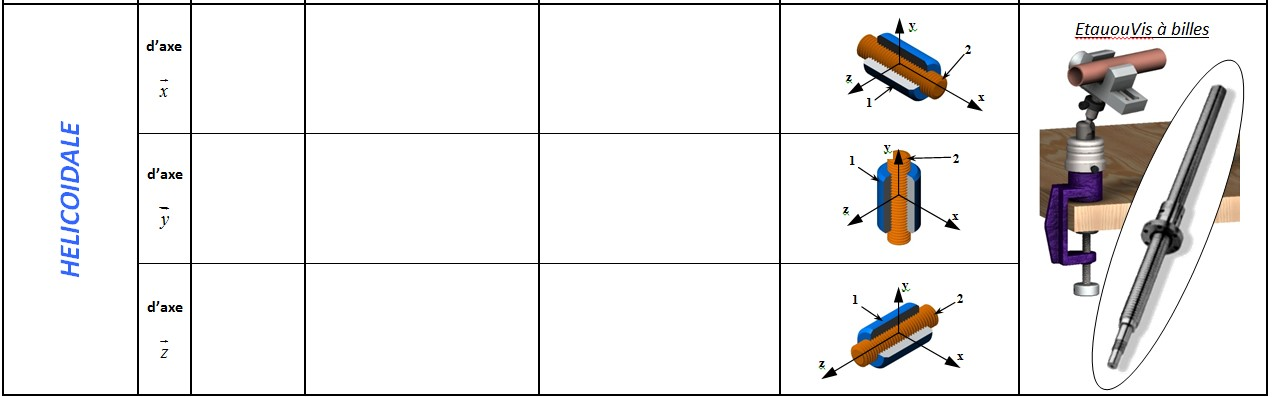 HELICOIDALE
d'axe
x
y
2
z
1
x
EtauouVis à billes
d'axe
y
y
1
2
z
x
d'axe
z
y
1
2
z
x